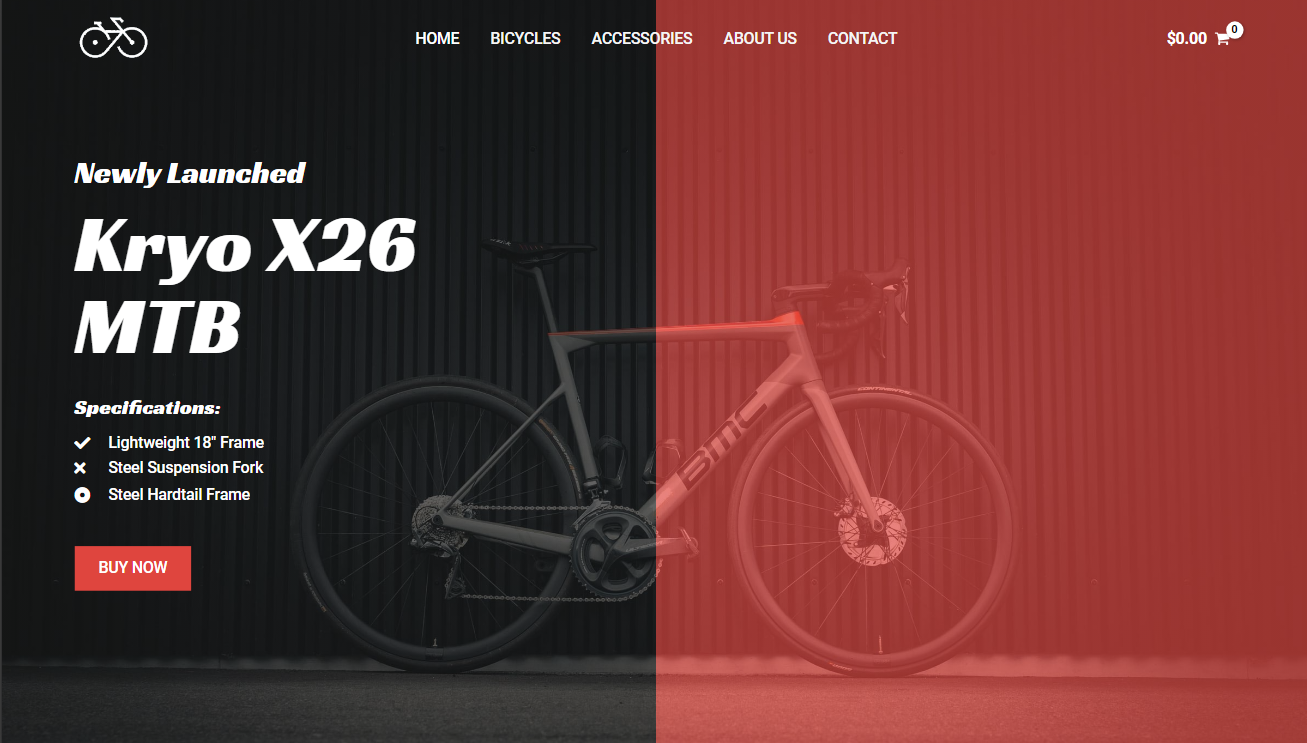 HOME BICYCLES ACCESSORIES ABOUT US CONTACT $0.00 0
Newly Launched
Kryo X26
MTB
Specifications:
Lightweight 18" Frame
Steel Suspension Fork
Steel Hardtail Frame
BUY NOW
BMC